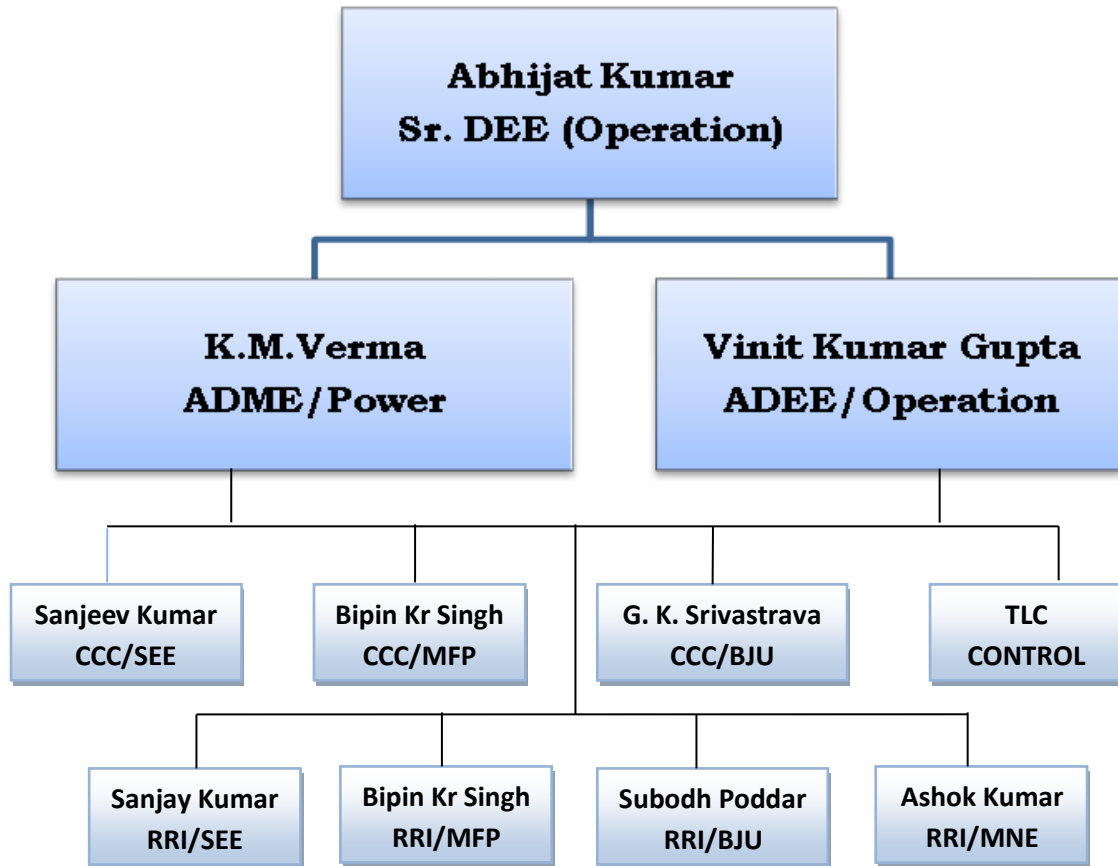 Abhijat Kumar
Sr. DEE (Operation)
K.M.Verma
ADME/Power
Vinit Kumar Gupta
ADEE/Operation
Sanjeev Kumar
CCC/SEE
Bipin Kr Singh
CCC/MFP
G. K. Srivastrava
CCC/BJU
TLC
CONTROL
Sanjay Kumar
RRI/SEE
Bipin Kr Singh
RRI/MFP
Subodh Poddar
RRI/BJU
Ashok Kumar
RRI/MNE